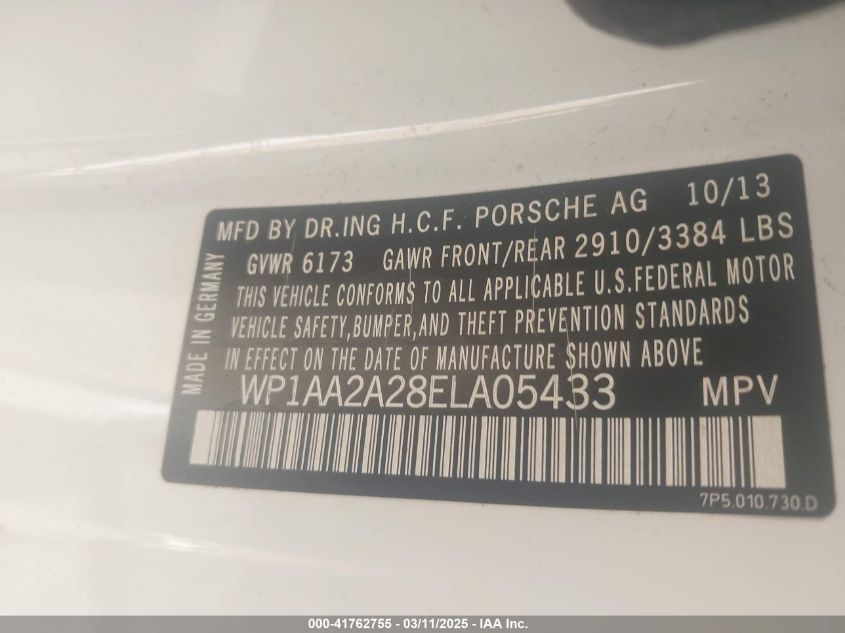 MFD BY DR.ING H.C.F. PORSCHE AG 10/13
GVWR 6173 GAWR FRONT/REAR 2910/3384 LBS
THIS VEHICLE CONFORMS TO ALL APPLICABLE U.S.FEDERAL MOTOR
VEHICLE SAFETY,BUMPER,AND THEFT PREVENTION STANDARDS
IN EFFECT ON THE DATE OF MANUFACTURE SHOWN ABOVE
MADE IN GERMANY
WP1AA2A28ELA05433 MPV
7P5.010.730.D
000-41762755 - 03/11/2025 - IAA Inc.